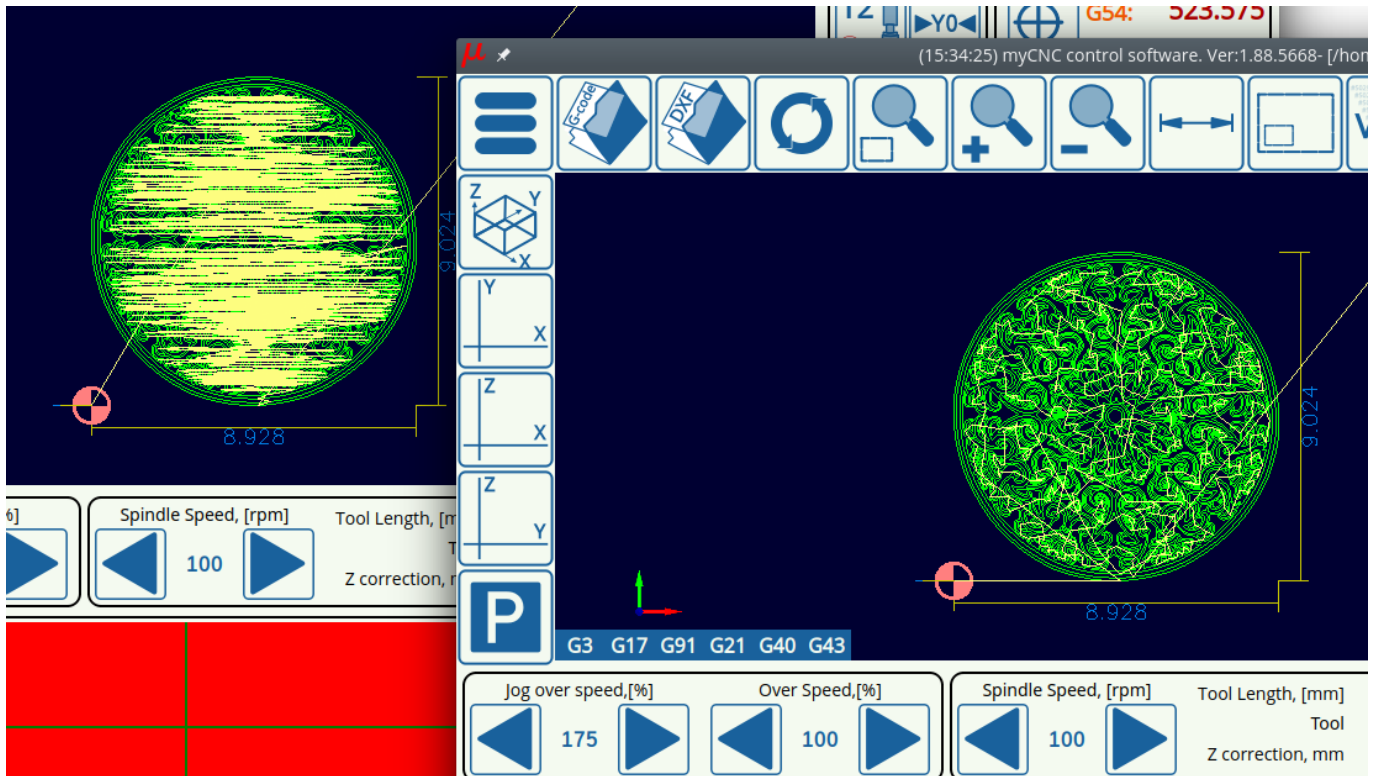 12
▶Y0◀
G54: 523.575
μ (15:34:25) myCNC control software. Ver:1.88.5668- [/hon
G-code
DXF
Z
Y
X
Y
X
Z
X
Z
Y
P
9.024
8.928
9.024
8.928
G3 G17 G91 G21 G40 G43
%]
Spindle Speed, [rpm]
100
Tool Length, [m
T
Z correction, r
Jog over speed,[%]
175
Over Speed,[%]
100
Spindle Speed, [rpm]
100
Tool Length, [mm]
Tool
Z correction, mm